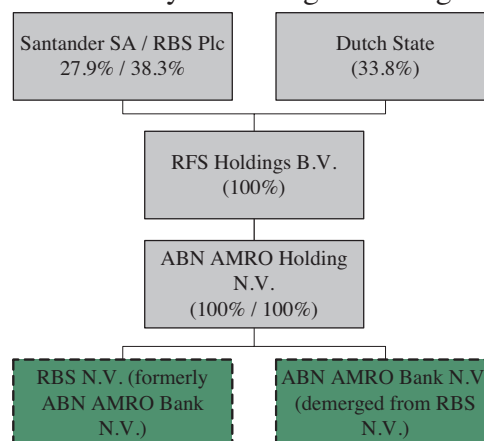 Santander SA / RBS Plc
27.9% / 38.3%
Dutch State
(33.8%)
RFS Holdings B.V.
(100%)
ABN AMRO Holding
N.V.
(100% / 100%)
RBS N.V. (formerly
ABN AMRO Bank
N.V.)
ABN AMRO Bank N.V
(demerged from RBS
N.V.)